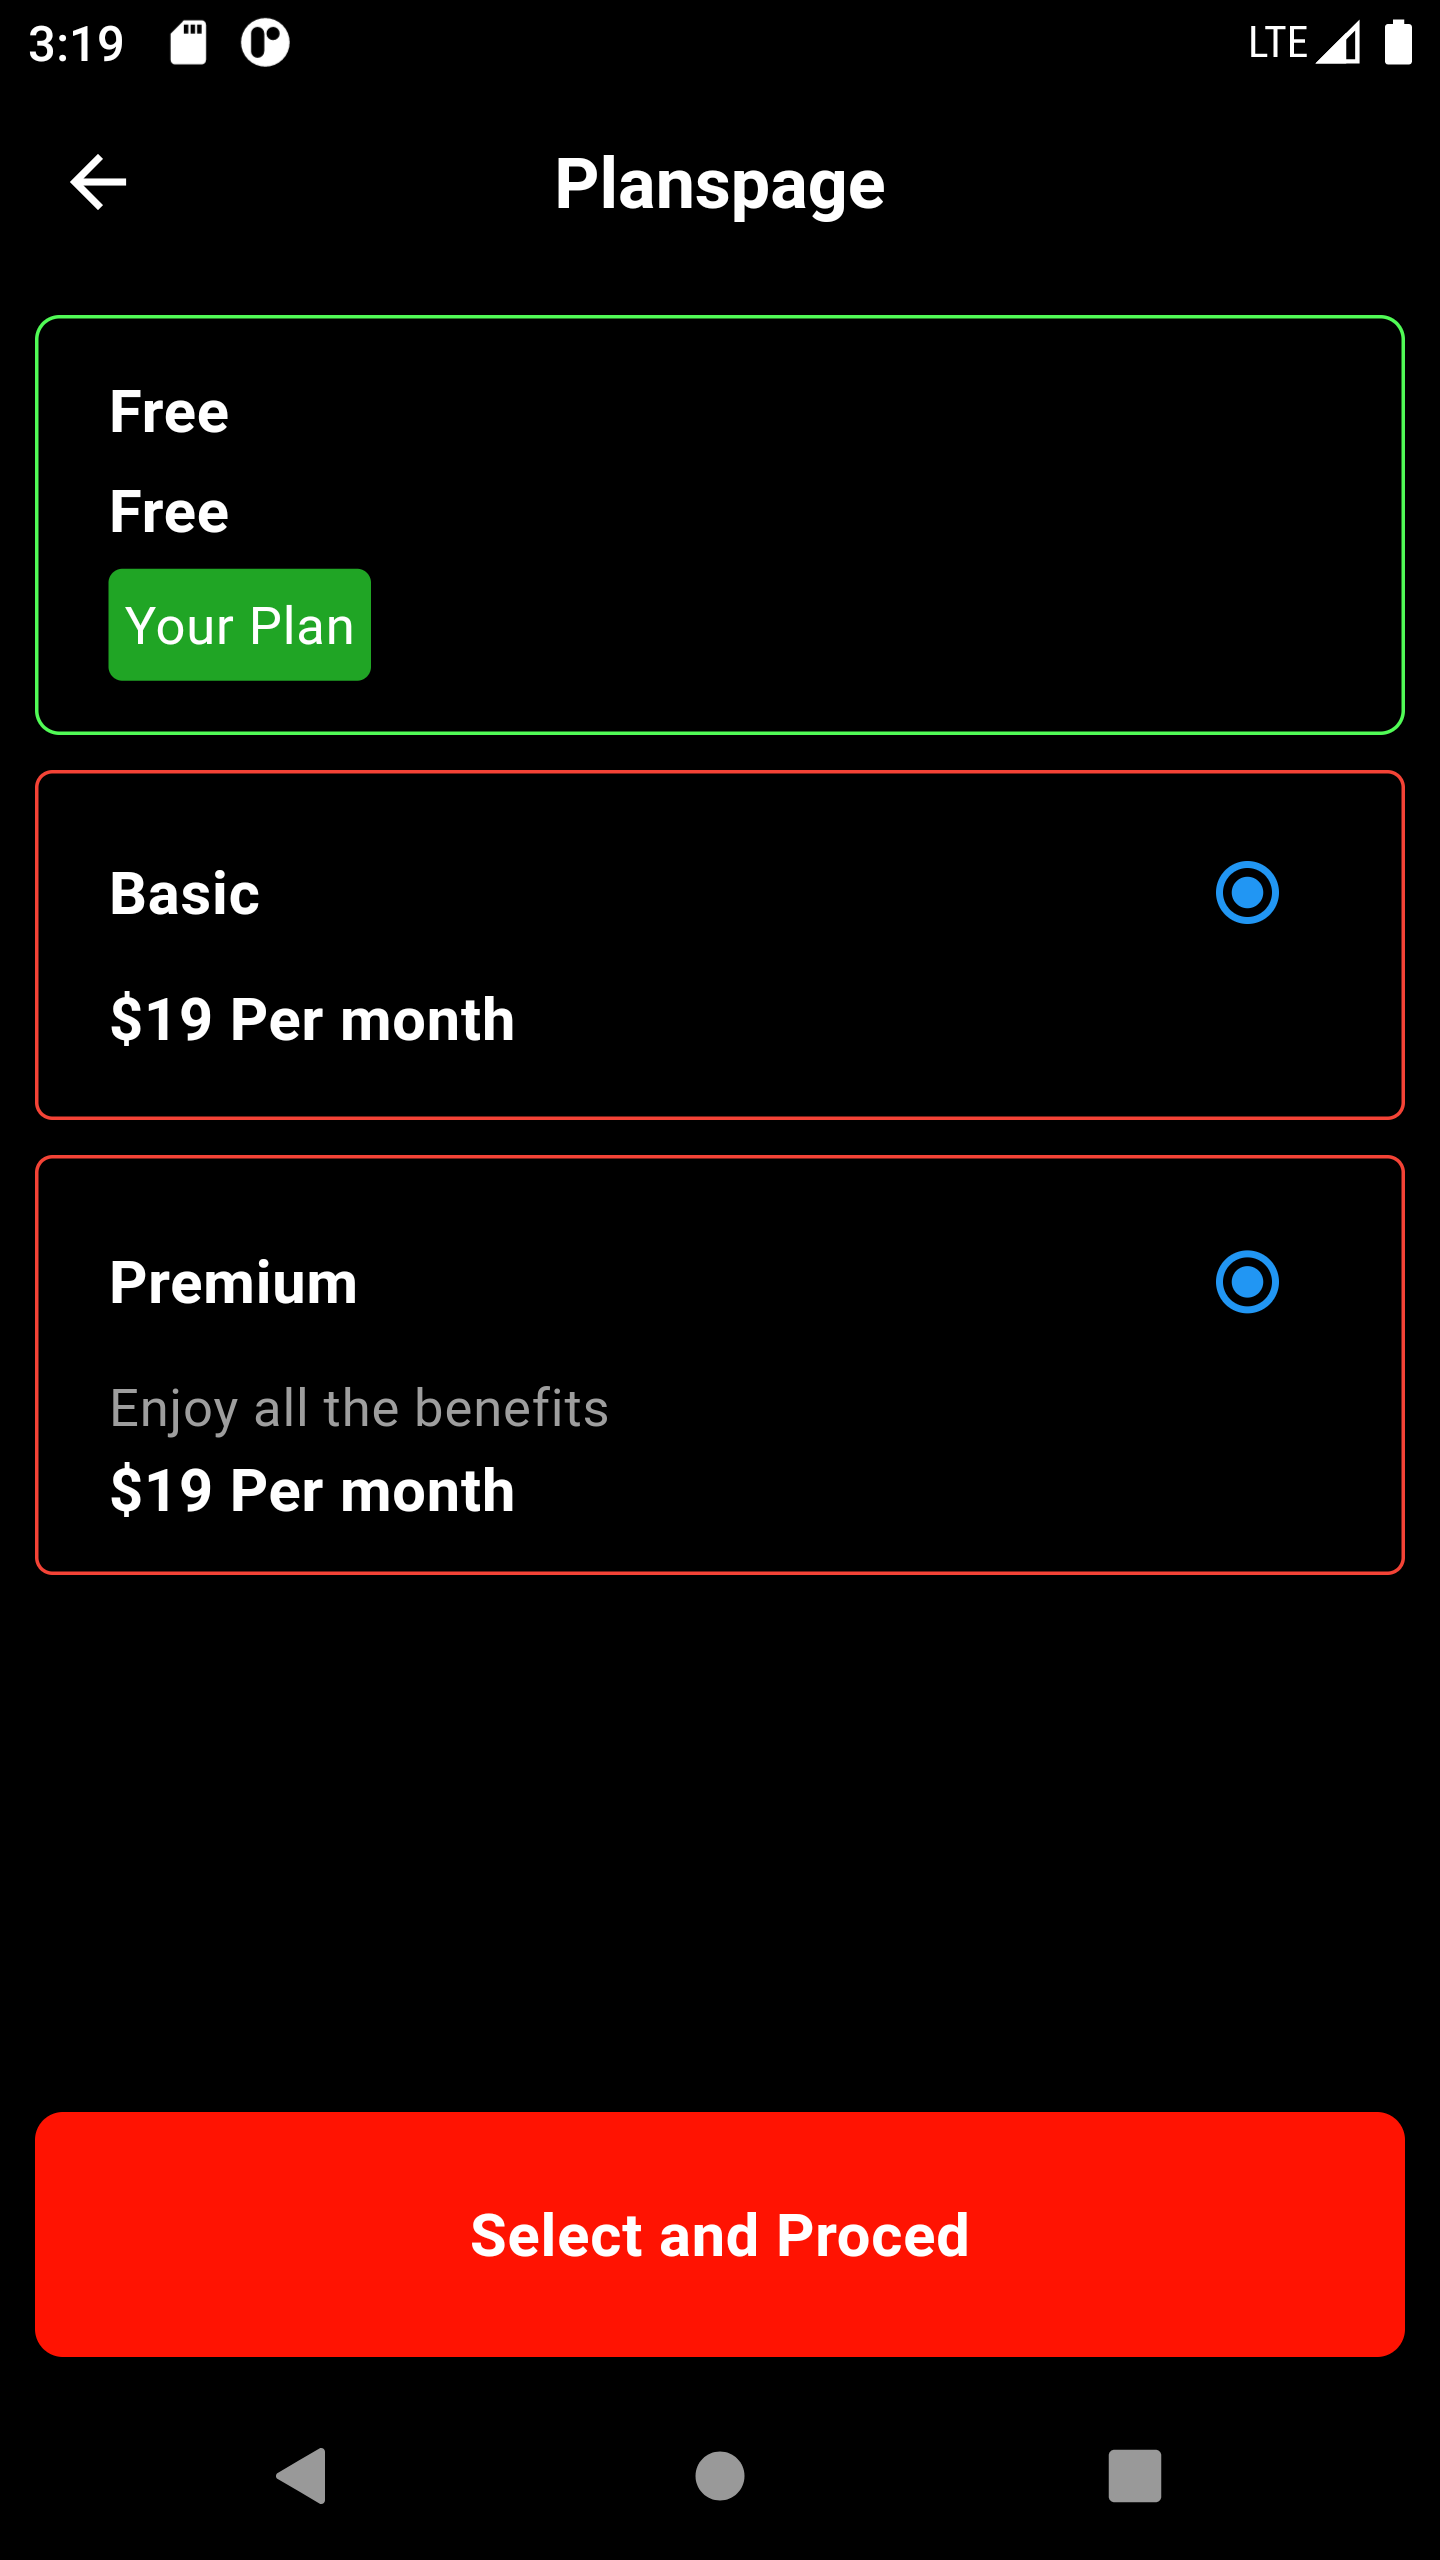 3:19
LTE
Planspage
Free
Free
Your Plan
Basic
$19 Per month
Premium
Enjoy all the benefits
$19 Per month
Select and Proced